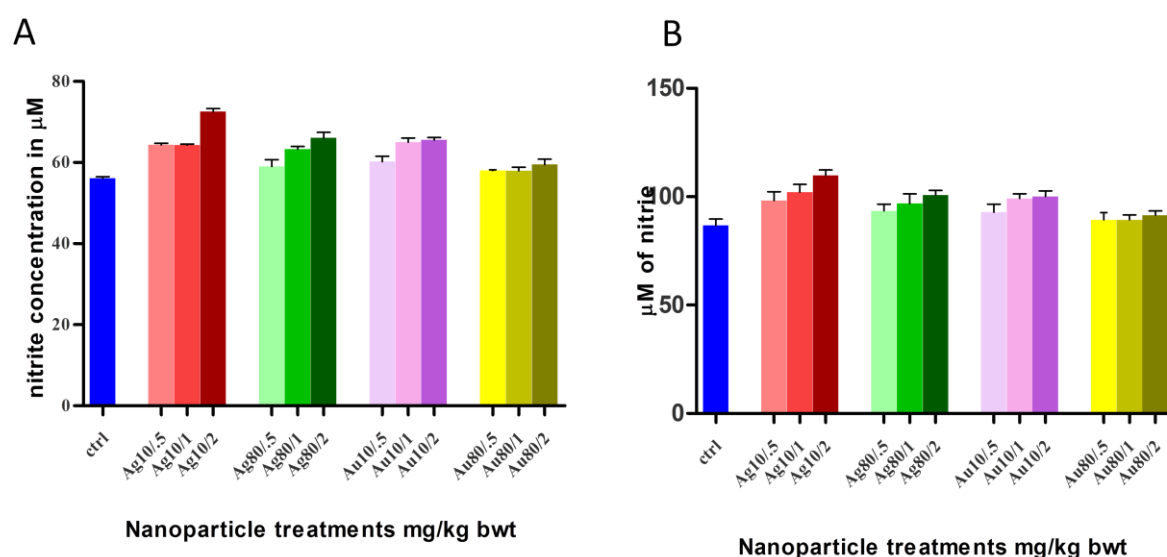 A
nitrite concentration in μM
80
60
40
20
0
ctrl
Ag10/.5
Ag10/1
Ag10/2
Ag80/.5
Ag80/1
Ag80/2
Au10/.5
Au10/1
Au10/2
Au80/.5
Au80/1
Au80/2
Nanoparticle treatments mg/kg bwt
B
μM of nitrie
150
100
50
0
ctrl
Ag10/.5
Ag10/1
Ag10/2
Ag80/.5
Ag80/1
Ag80/2
Au10/.5
Au10/1
Au10/2
Au80/.5
Au80/1
Au80/2
Nanoparticle treatments mg/kg bwt